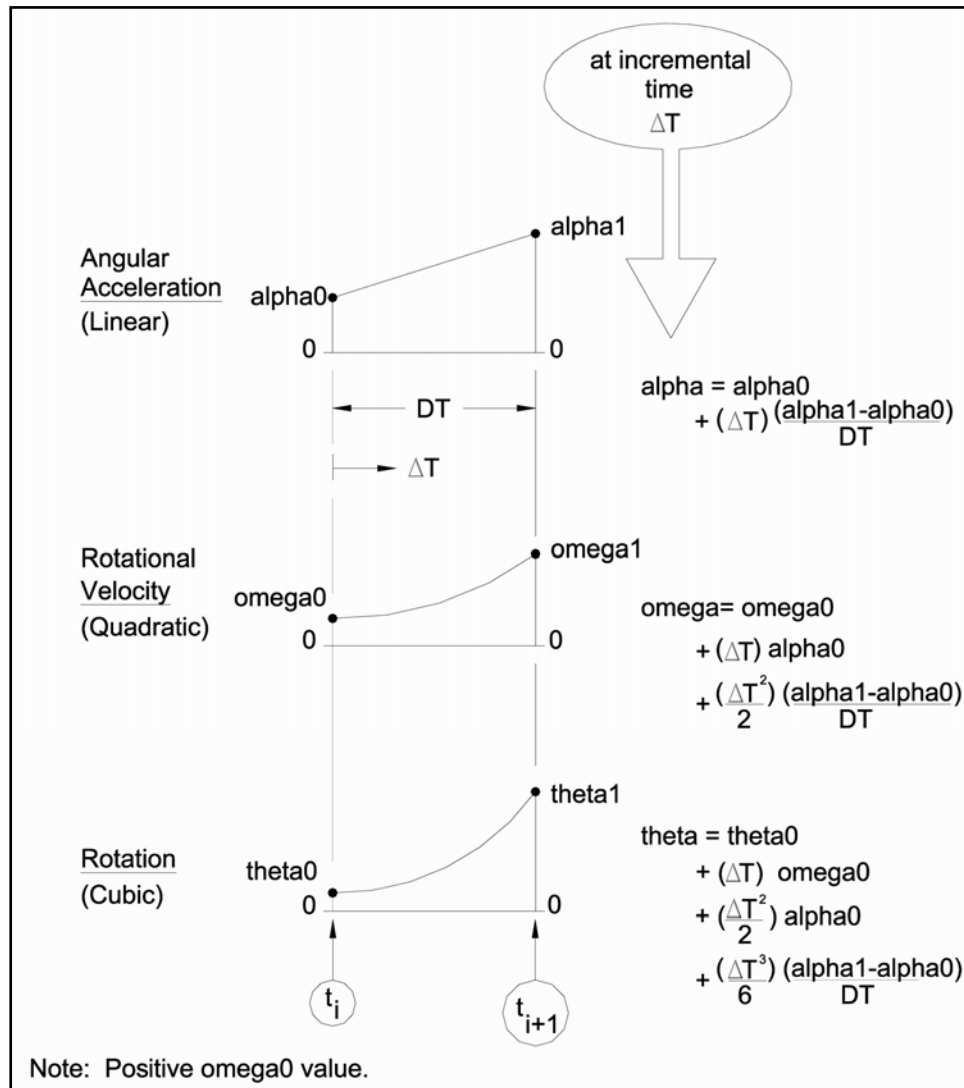 at incremental
time
ΔT
Angular
Acceleration
(Linear)
alpha0
alpha1
0
0
DT
ΔT
alpha = alpha0
+ (ΔT) (alpha1-alpha0)
DT
Rotational
Velocity
(Quadratic)
omega0
omega1
0
0
omega= omega0
+ (ΔT) alpha0
+ (ΔT²) (alpha1-alpha0)
2 DT
Rotation
(Cubic)
theta0
theta1
0
0
theta = theta0
+ (ΔT) omega0
+ (ΔT²) alpha0
2
+ (ΔT³) (alpha1-alpha0)
6 DT
ti
ti+1
Note: Positive omega0 value.